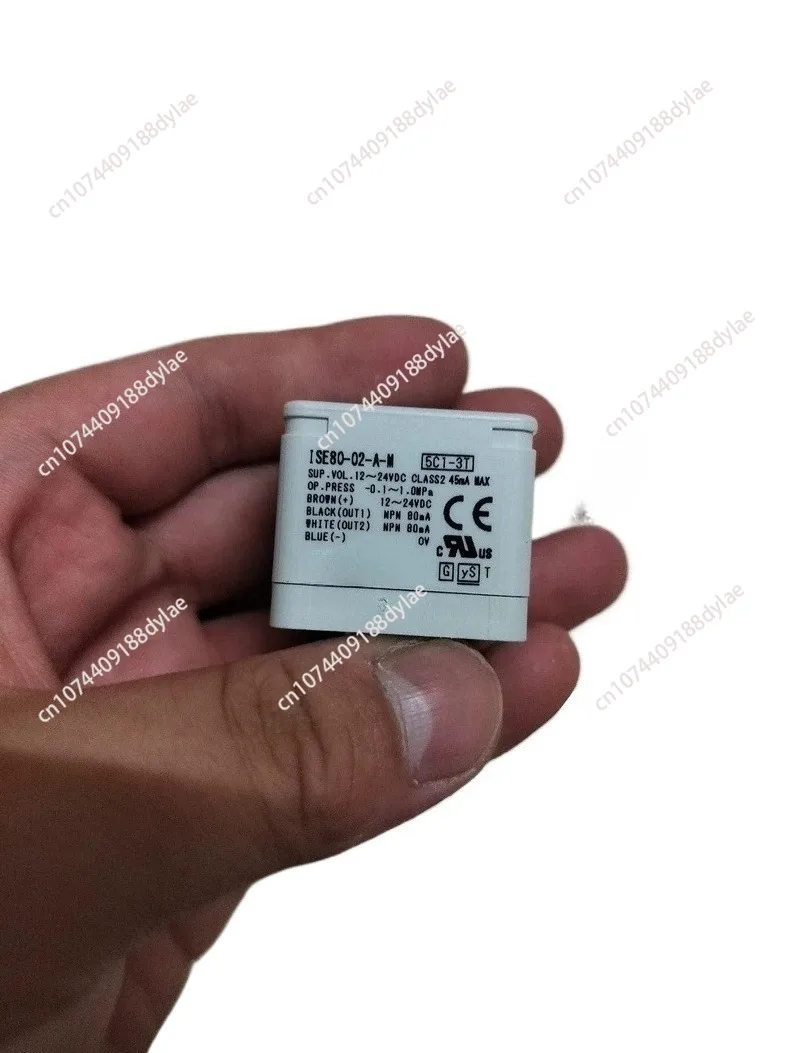 cn1074409188dylae
cn1074409188dylae
cn1074409188dylae
cn1074409188dylae
cn1074409188dylae
cn1074409188dylae
ISE80-02-A-M 5C1-3T
SUP.VOL.12~24VDC CLASS2 45mA MAX
OP.PRESS -0.1~1.0MPa
BROWN(+) 12~24VDC
BLACK(OUT1) NPN 80mA
WHITE(OUT2) NPN 80mA
BLUE(-) 0V
CE
c RU us
G yS T
cn1074409188dylae
cn1074409188dylae
cn1074409188dylae